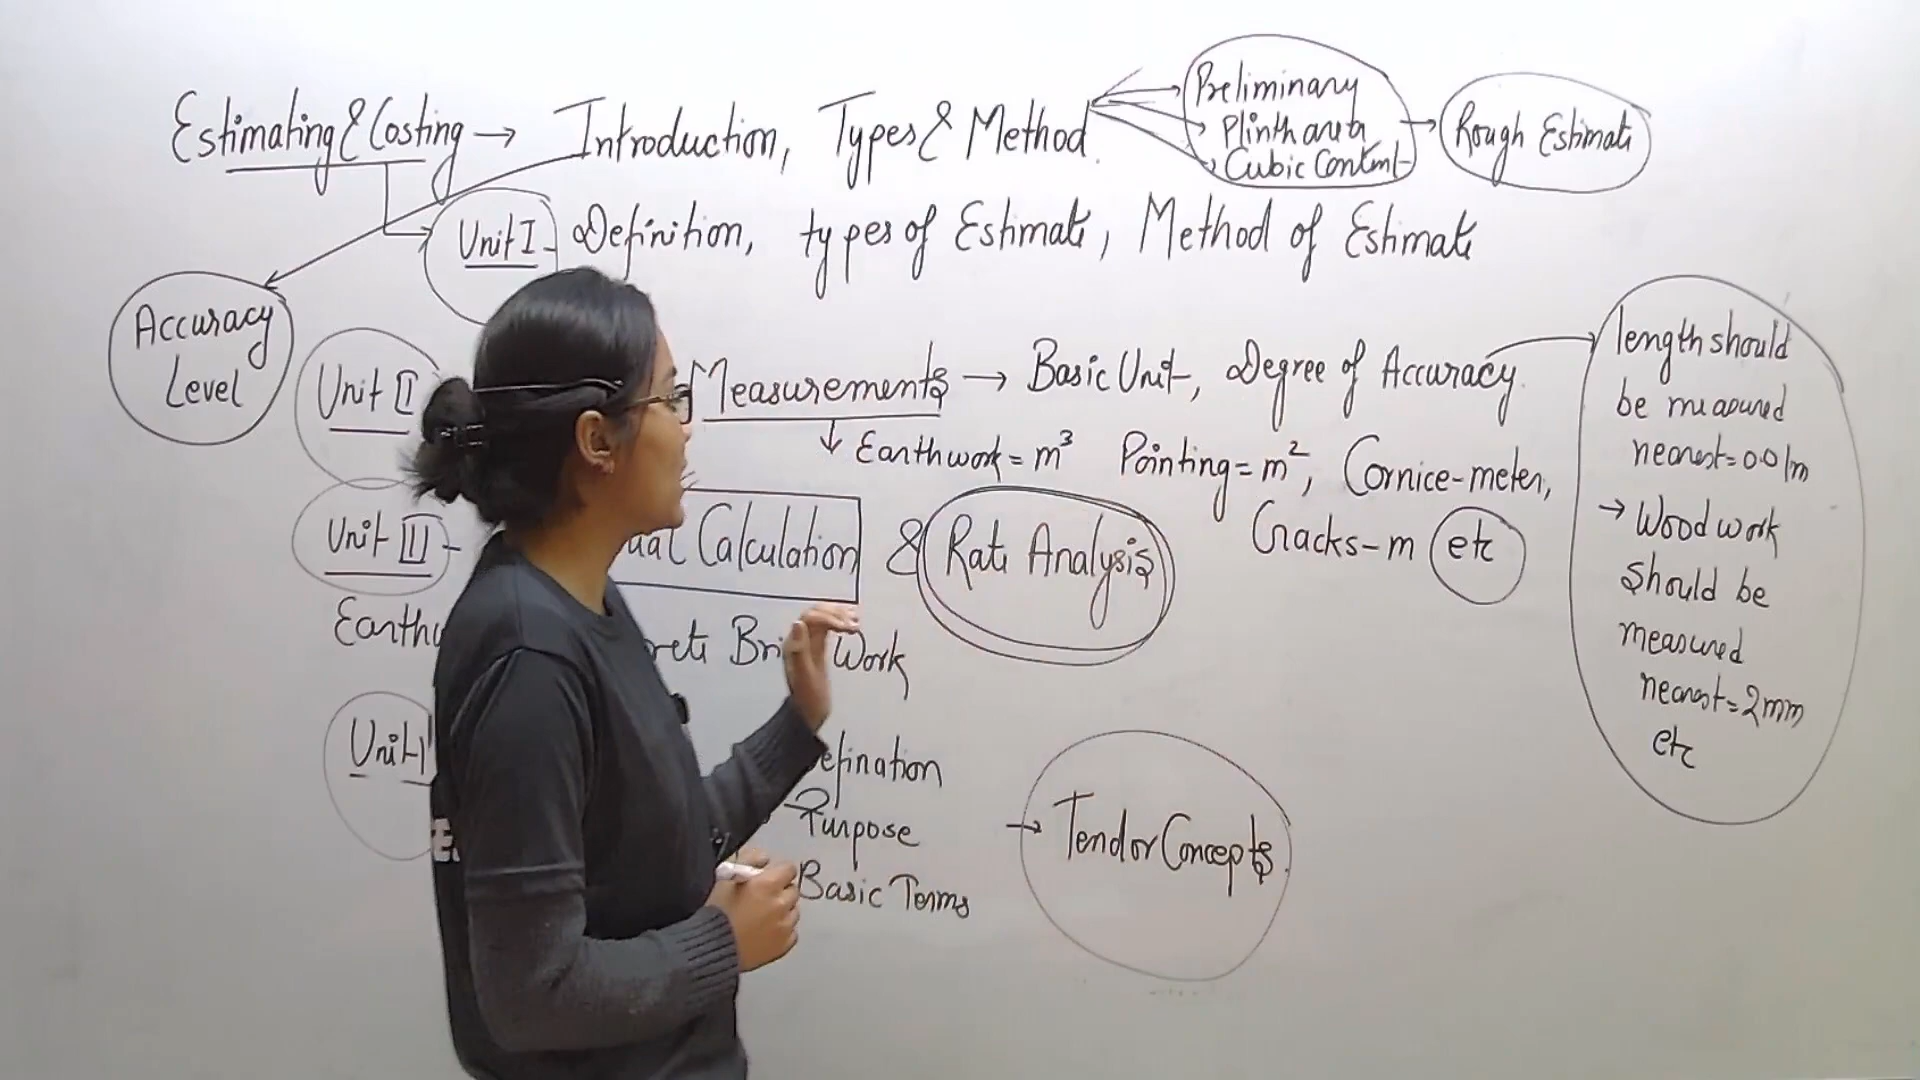 Estimating & Costing → Introduction, Types & Method.
Preliminary
Plinth area
Cubic Content
→ Rough Estimate
Unit I - Definition, types of Estimate, Method of Estimate
Accuracy
Level
Unit II Measurements → Basic Unit, Degree of Accuracy.
↓ Earthwork = m³ Pointing = m², Cornice-meter,
Cracks-m etc
length should
be measured
nearest = 0.01m
→ Wood work
should be
measured
nearest = 2mm
etc
Unit III - Calculation & Rate Analysis
Work
Unit
Defination
Purpose
Basic Terms
→ Tendor Concepts.